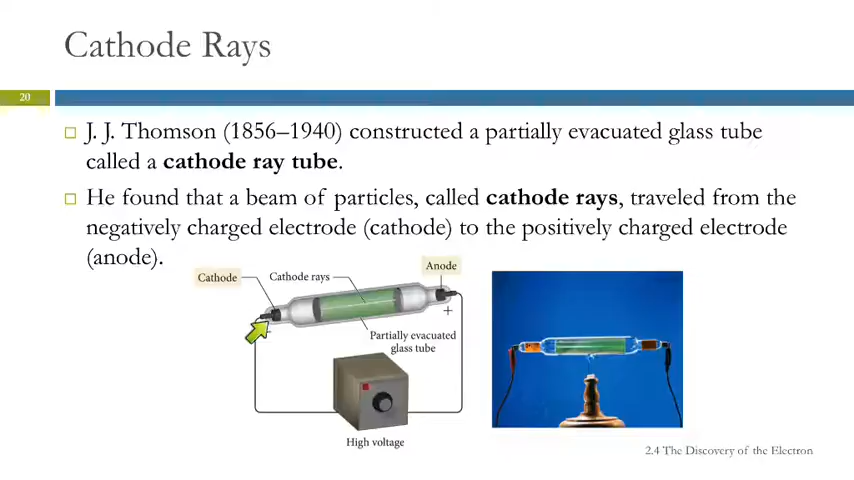 Cathode Rays
20
J. J. Thomson (1856–1940) constructed a partially evacuated glass tube
called a cathode ray tube.
He found that a beam of particles, called cathode rays, traveled from the
negatively charged electrode (cathode) to the positively charged electrode
(anode).
Cathode
Cathode rays
Anode
+
-
Partially evacuated
glass tube
High voltage
2.4 The Discovery of the Electron